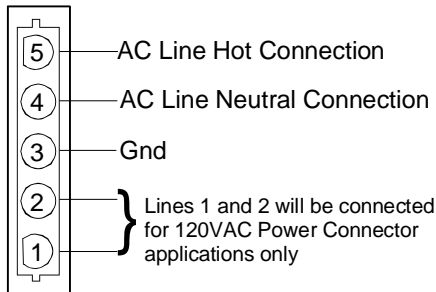 5 AC Line Hot Connection
4 AC Line Neutral Connection
3 Gnd
2
1
Lines 1 and 2 will be connected
for 120VAC Power Connector
applications only